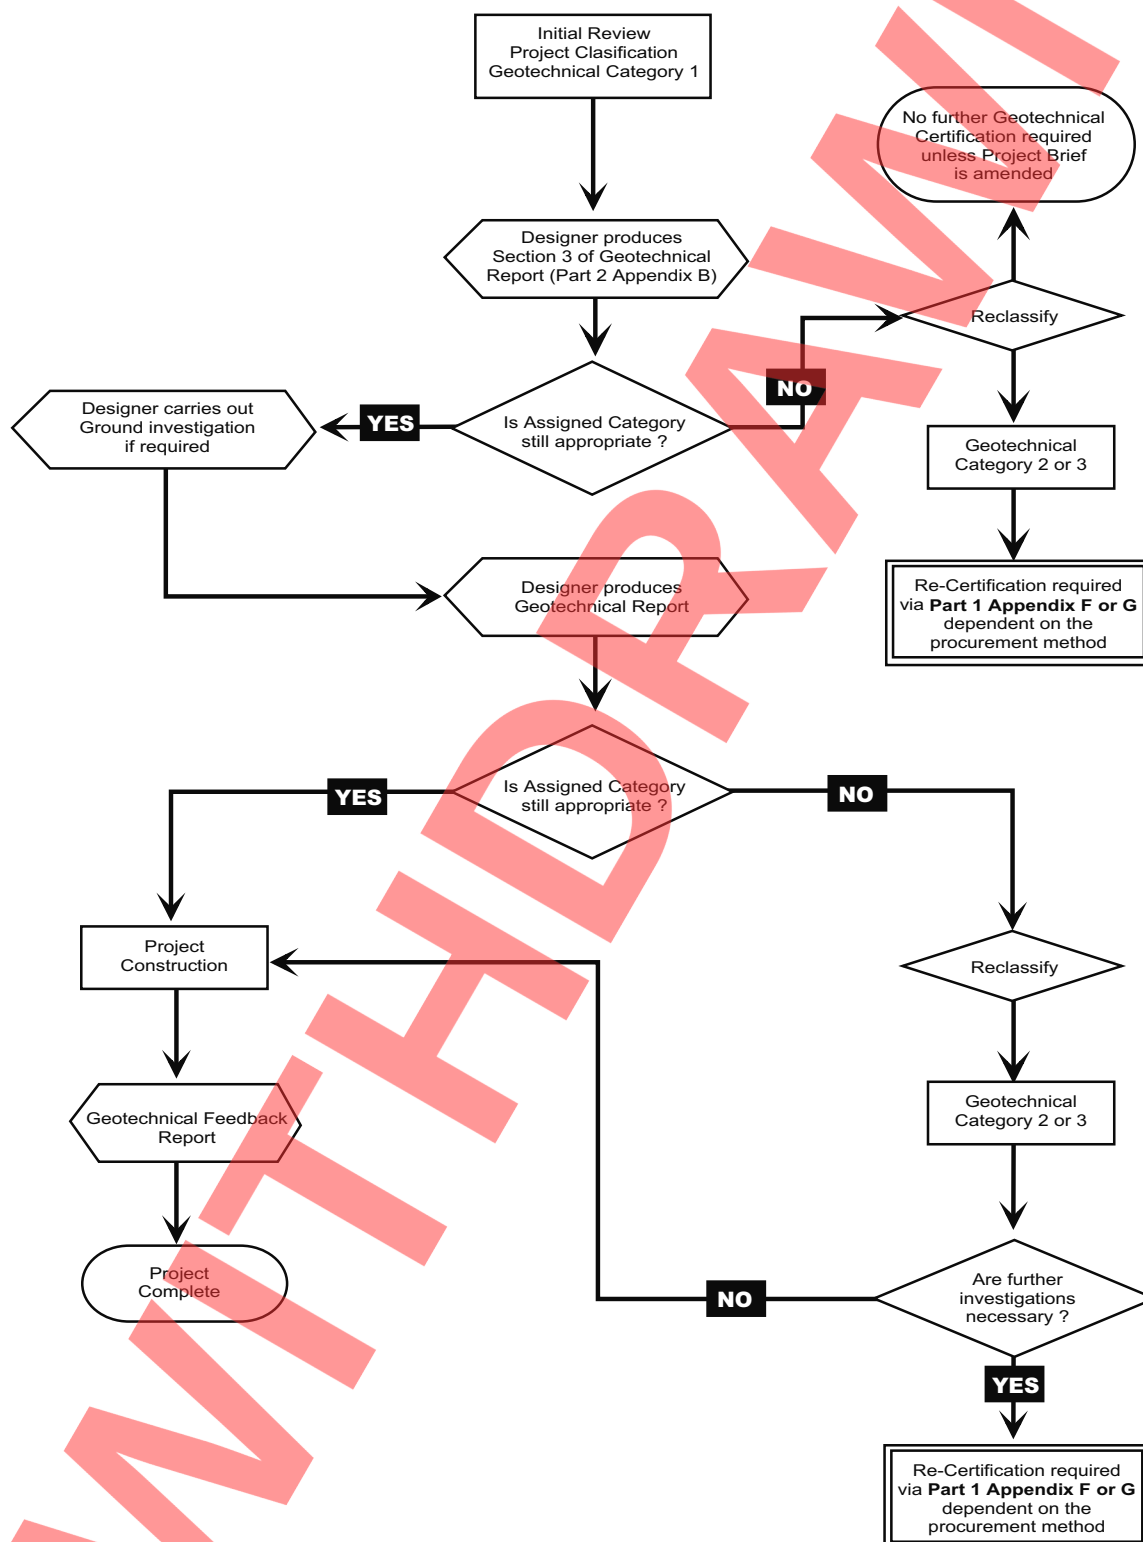 Initial Review
Project Clasification
Geotechnical Category 1
No further Geotechnical
Certification required
unless Project Brief
is amended
Designer produces
Section 3 of Geotechnical
Report (Part 2 Appendix B)
Reclassify
NO
Designer carries out
Ground investigation
if required
YES
Is Assigned Category
still appropriate ?
Geotechnical
Category 2 or 3
Designer produces
Geotechnical Report
Re-Certification required
via Part 1 Appendix F or G
dependent on the
procurement method
YES
Is Assigned Category
still appropriate ?
NO
Project
Construction
Reclassify
Geotechnical Feedback
Report
Geotechnical
Category 2 or 3
Project
Complete
NO
Are further
investigations
necessary ?
YES
Re-Certification required
via Part 1 Appendix F or G
dependent on the
procurement method
WITHDRAWN